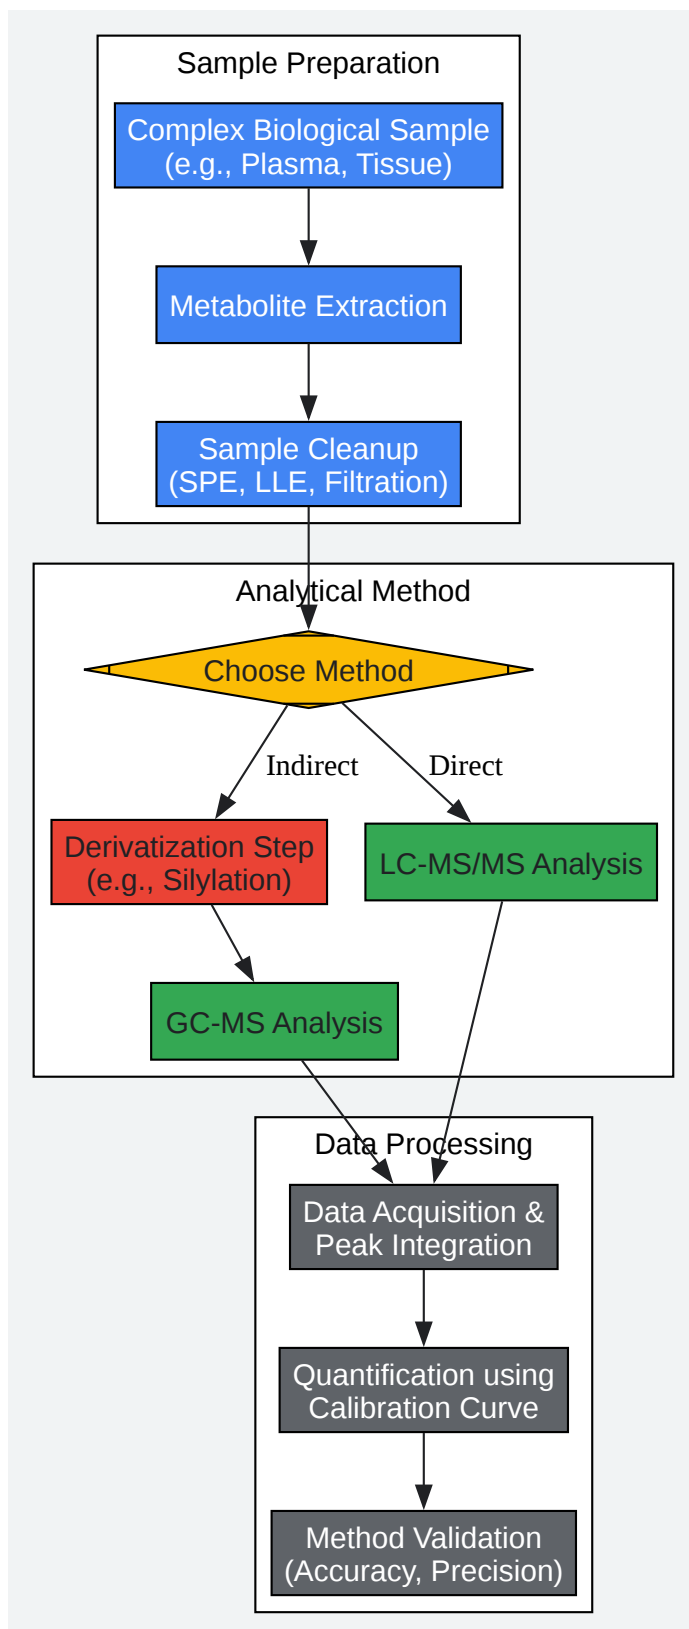 Sample Preparation
Complex Biological Sample
(e.g., Plasma, Tissue)
Metabolite Extraction
Sample Cleanup
(SPE, LLE, Filtration)
Analytical Method
Choose Method
Indirect
Direct
Derivatization Step
(e.g., Silylation)
LC-MS/MS Analysis
GC-MS Analysis
Data Processing
Data Acquisition &
Peak Integration
Quantification using
Calibration Curve
Method Validation
(Accuracy, Precision)